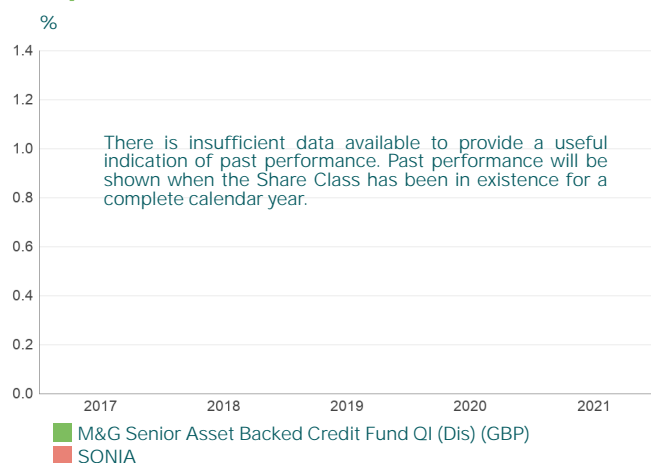 %
1.4
1.2
1.0
0.8
0.6
0.4
0.2
0.0
There is insufficient data available to provide a useful
indication of past performance. Past performance will be
shown when the Share Class has been in existence for a
complete calendar year.
2017 2018 2019 2020 2021
M&G Senior Asset Backed Credit Fund QI (Dis) (GBP)
SONIA